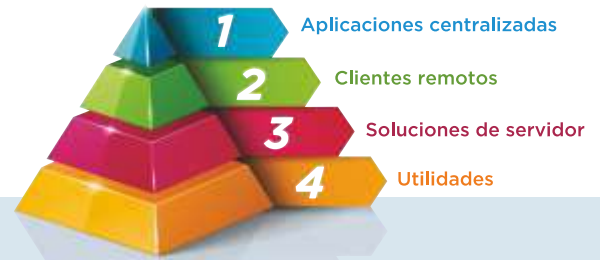 1 Aplicaciones centralizadas
2 Clientes remotos
3 Soluciones de servidor
4 Utilidades